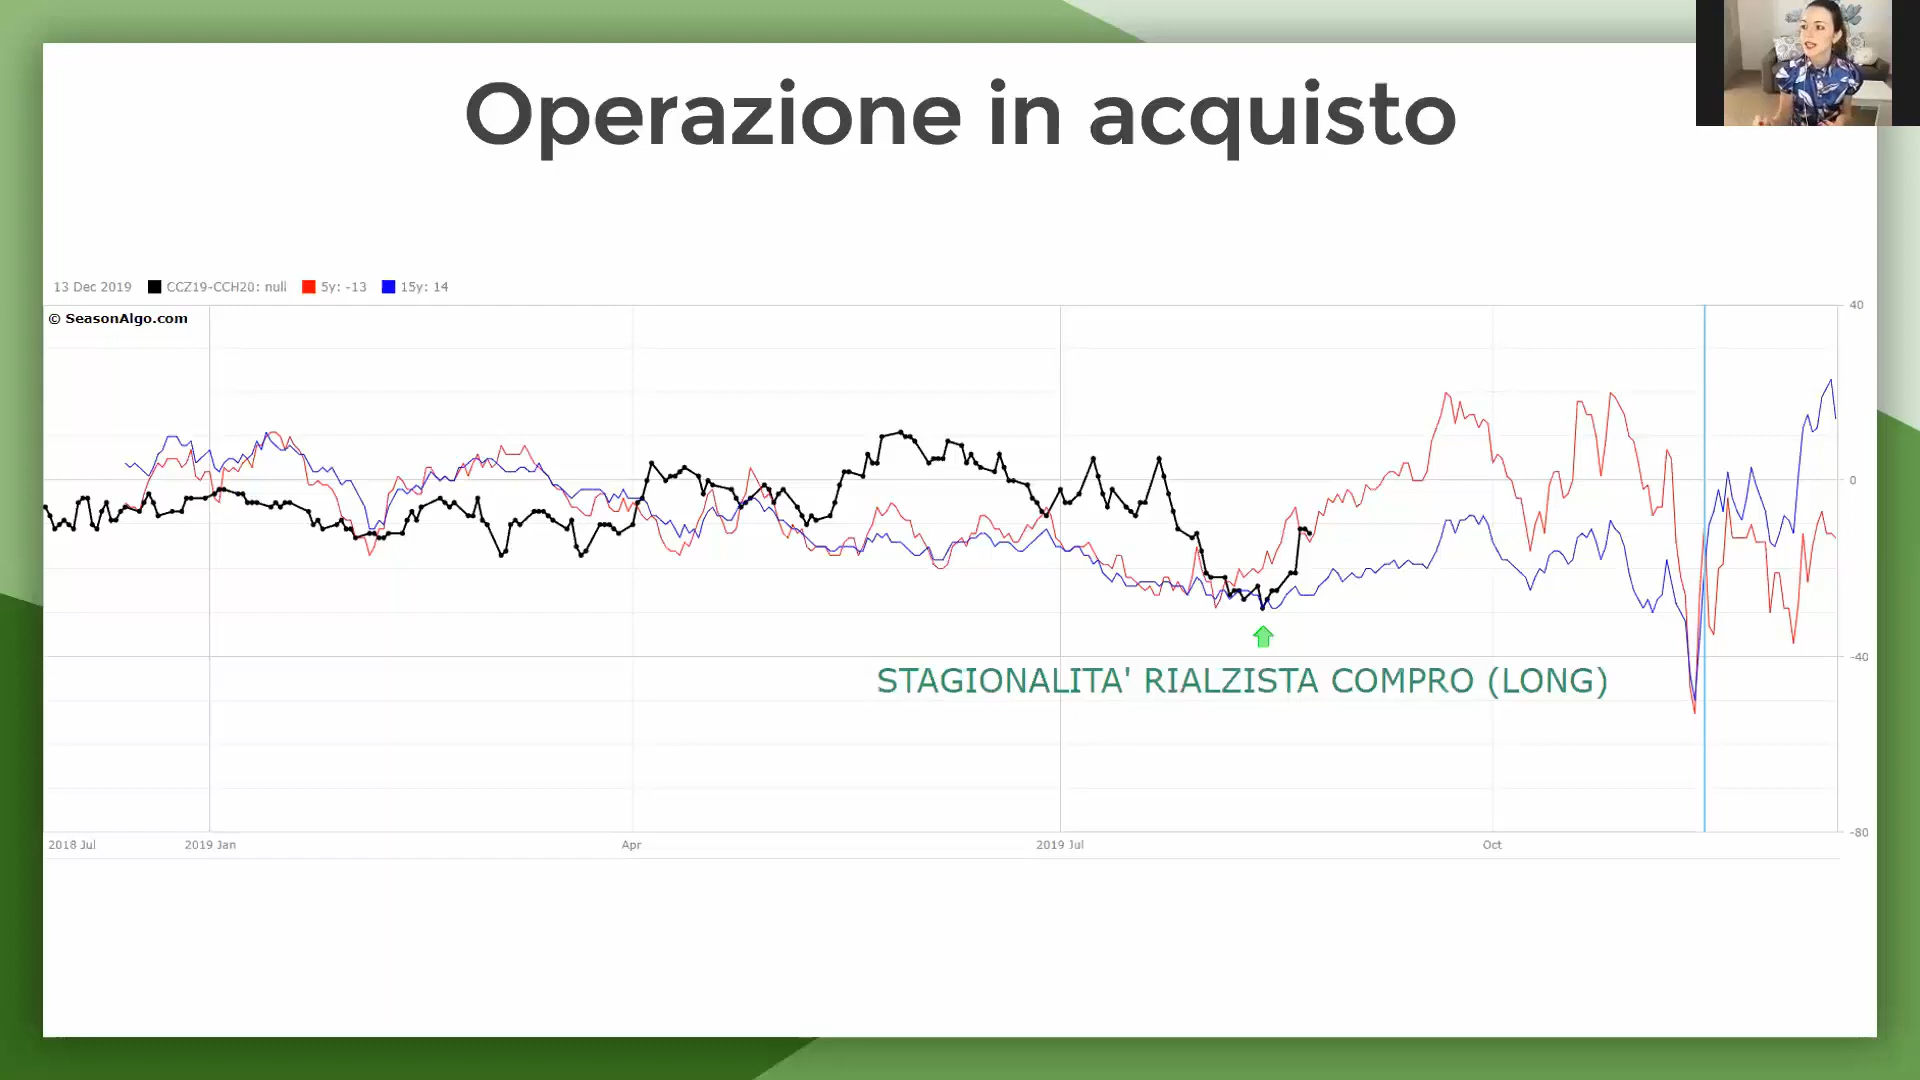 Operazione in acquisto
13 Dec 2019 CCZ19-CCH20: null 5y: -13 15y: 14
© SeasonAlgo.com
40
0
-40
-80
STAGIONALITA' RIALZISTA COMPRO (LONG)
2018 Jul 2019 Jan Apr 2019 Jul Oct